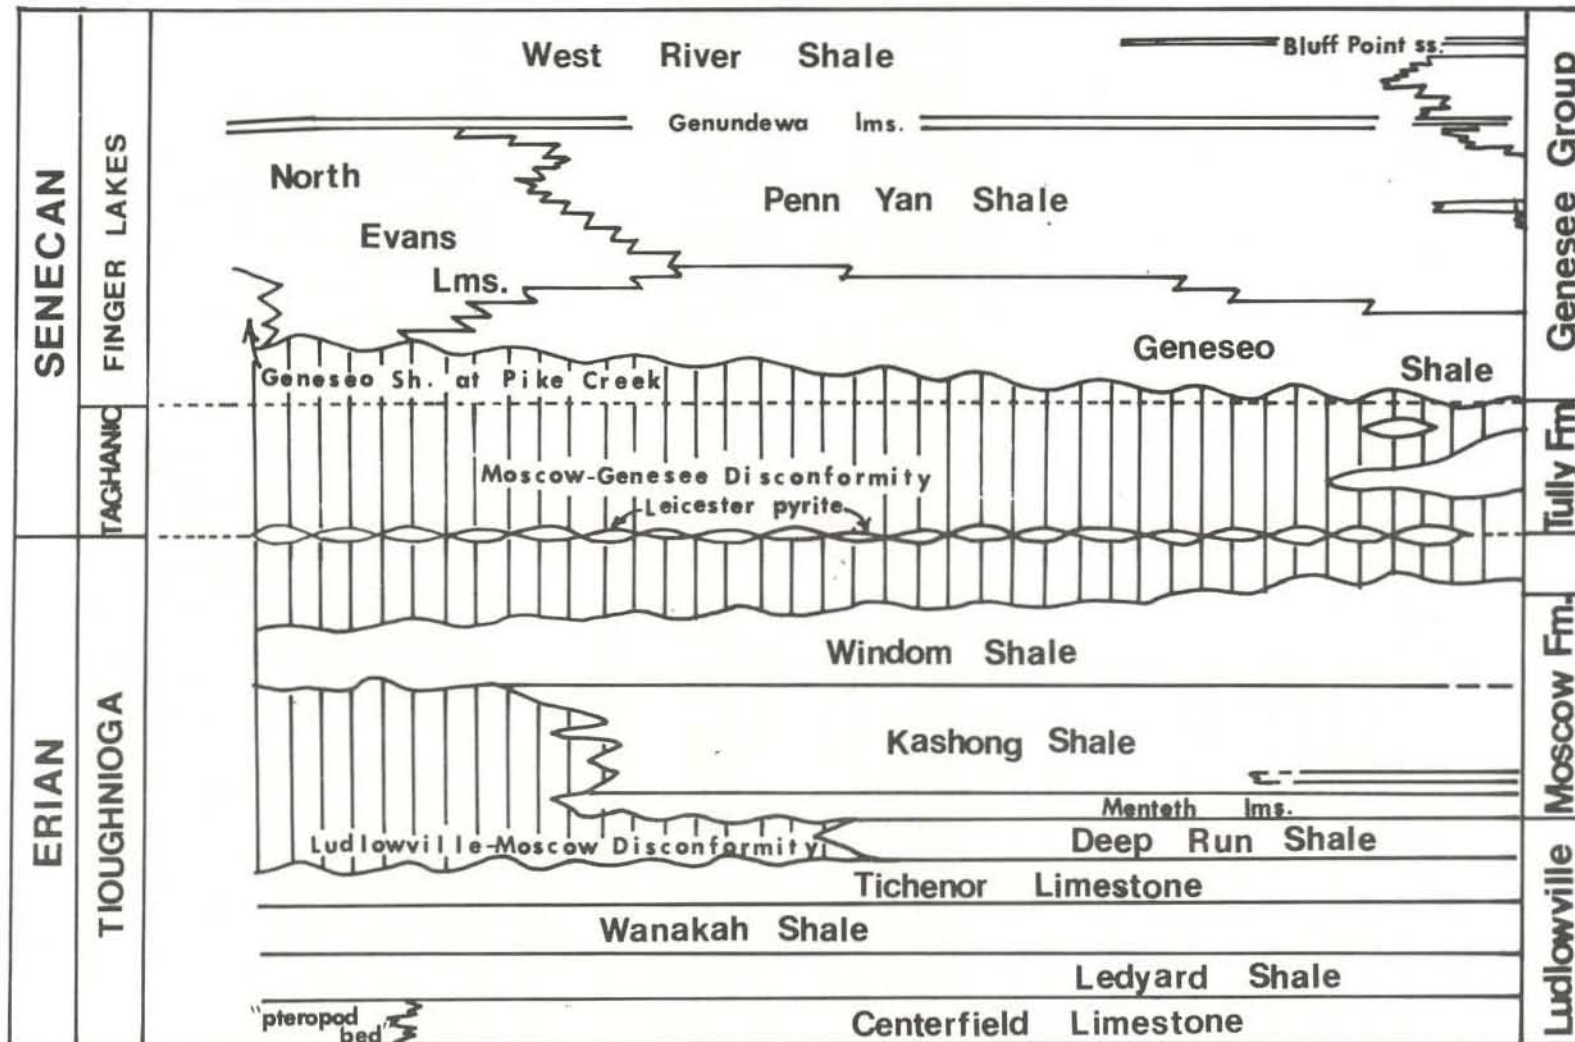 SENECAN
FINGER LAKES
TAGHANIC
ERIAN
TIOUGHNIOGA
West River Shale
Bluff Point ss.
Genundewa lms.
North
Evans
Lms.
Penn Yan Shale
Geneseo
Shale
Geneseo Sh. at Pike Creek
Moscow-Genesee Disconformity
Leicester pyrite
Windom Shale
Kashong Shale
Menteth lms.
Ludlowville-Moscow Disconformity
Deep Run Shale
Tichenor Limestone
Wanakah Shale
Ledyard Shale
"pteropod
bed"
Centerfield Limestone
Genesee Group
Tully Fm
Moscow Fm.
Ludlowville